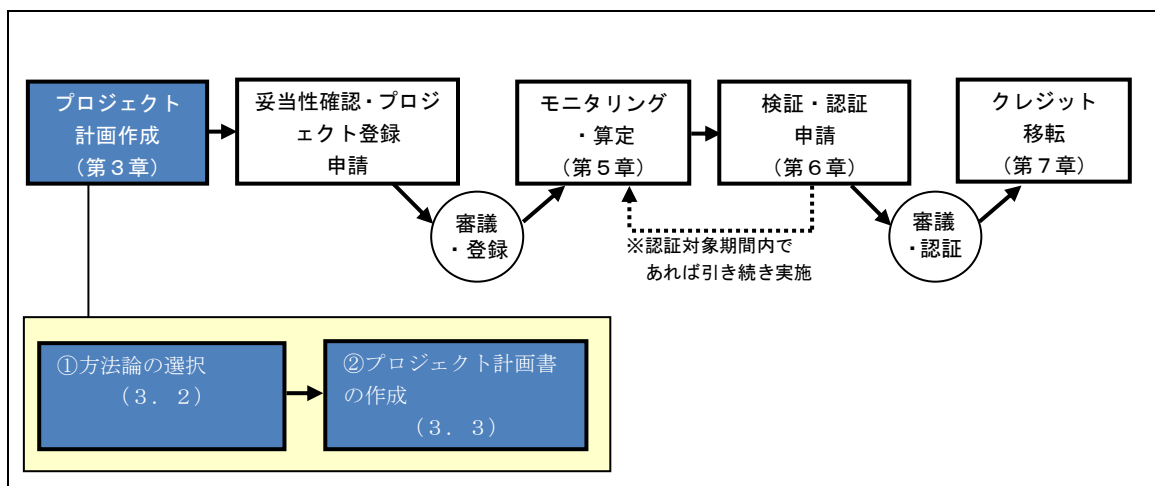 プロジェクト
計画作成
（第３章）
妥当性確認・プロジ
ェクト登録
申請
モニタリング
・算定
（第５章）
検証・認証
申請
（第６章）
クレジット
移転
（第７章）
審議
・登録
※認証対象期間内で
あれば引き続き実施
審議
・認証
①方法論の選択
（３．２）
②プロジェクト計画書
の作成
（３．３）